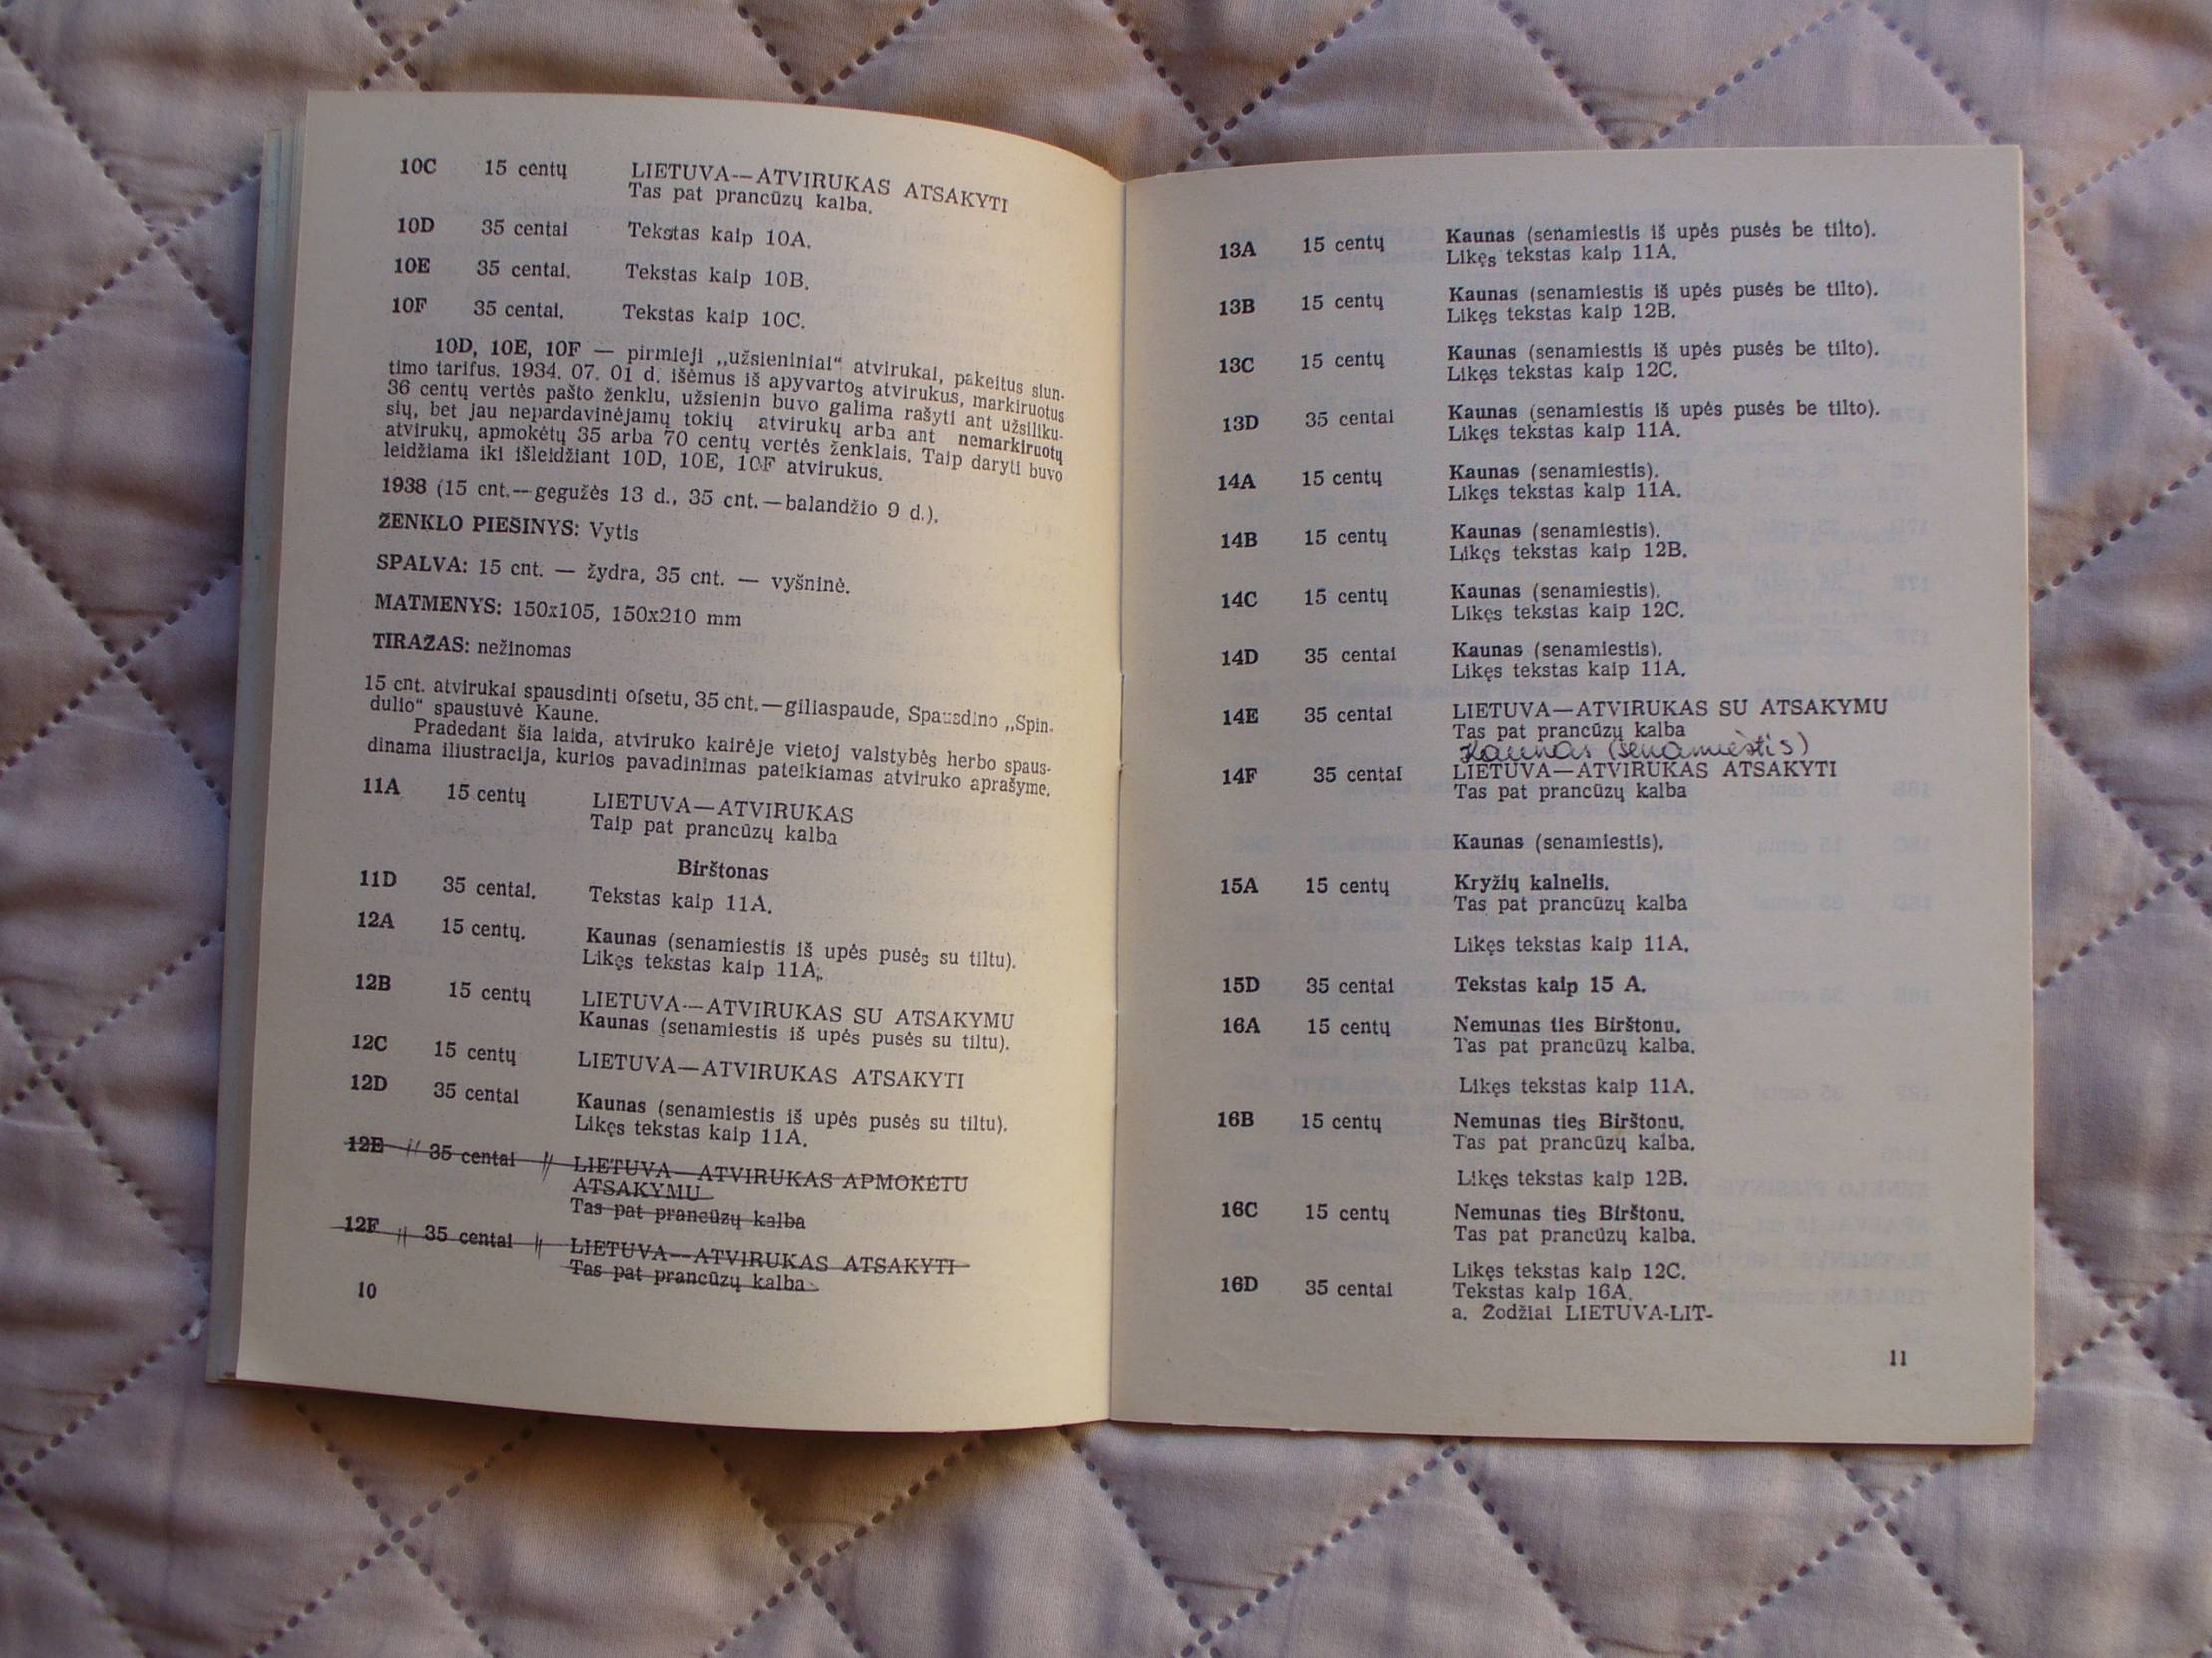 10C 15 centų LIETUVA--ATVIRUKAS ATSAKYTI
Tas pat prancūzų kalba.
10D 35 centai Tekstas kaip 10A.
10E 35 centai. Tekstas kaip 10B.
10F 35 centai. Tekstas kaip 10C.
10D, 10E, 10F — pirmieji „užsieniniai“ atvirukai, pakeitus siun-
timo tarifus. 1934. 07. 01 d. išėmus iš apyvartos atvirukus, markiruotus
36 centų vertės pašto ženklu, užsienin buvo galima rašyti ant užsiliku-
sių, bet jau nepardavinėjamų tokių atvirukų arba ant nemarkiruotų
atvirukų, apmokėtų 35 arba 70 centų vertės ženklais. Taip daryti buvo
leidžiama iki išleidžiant 10D, 10E, 10F atvirukus.
1938 (15 cnt.—gegužės 13 d., 35 cnt.—balandžio 9 d.).
ŽENKLO PIEŠINYS: Vytis
SPALVA: 15 cnt. — žydra, 35 cnt. — vyšninė.
MATMENYS: 150x105, 150x210 mm
TIRAŽAS: nežinomas
15 cnt. atvirukai spausdinti ofsetu, 35 cnt.—giliaspaude, Spausdino „Spin-
dulio“ spaustuvė Kaune.
Pradedant šia laida, atviruko kairėje vietoj valstybės herbo spaus-
dinama iliustracija, kurios pavadinimas pateikiamas atviruko aprašyme.
11A 15 centų LIETUVA—ATVIRUKAS
Taip pat prancūzų kalba
Birštonas
11D 35 centai. Tekstas kaip 11A.
12A 15 centų. Kaunas (senamiestis iš upės pusės su tiltu).
Likęs tekstas kaip 11A.
12B 15 centų LIETUVA—ATVIRUKAS SU ATSAKYMU
Kaunas (senamiestis iš upės pusės su tiltu).
12C 15 centų LIETUVA—ATVIRUKAS ATSAKYTI
12D 35 centai Kaunas (senamiestis iš upės pusės su tiltu).
Likęs tekstas kaip 11A.
12E 35 centai LIETUVA—ATVIRUKAS APMOKETU
ATSAKYMU
Tas pat prancūzų kalba
12F 35 centai LIETUVA—ATVIRUKAS ATSAKYTI
Tas pat prancūzų kalba
10
13A 15 centų Kaunas (senamiestis iš upės pusės be tilto).
Likęs tekstas kaip 11A.
13B 15 centų Kaunas (senamiestis iš upės pusės be tilto).
Likęs tekstas kaip 12B.
13C 15 centų Kaunas (senamiestis iš upės pusės be tilto).
Likęs tekstas kaip 12C.
13D 35 centai Kaunas (senamiestis iš upės pusės be tilto).
Likęs tekstas kaip 11A.
14A 15 centų Kaunas (senamiestis).
Likęs tekstas kaip 11A.
14B 15 centų Kaunas (senamiestis).
Likęs tekstas kaip 12B.
14C 15 centų Kaunas (senamiestis).
Likęs tekstas kaip 12C.
14D 35 centai Kaunas (senamiestis).
Likęs tekstas kaip 11A.
14E 35 centai LIETUVA—ATVIRUKAS SU ATSAKYMU
Tas pat prancūzų kalba
Kaunas (senamiestis)
14F 35 centai LIETUVA—ATVIRUKAS ATSAKYTI
Tas pat prancūzų kalba
Kaunas (senamiestis).
15A 15 centų Kryžių kalnelis.
Tas pat prancūzų kalba
Likęs tekstas kaip 11A.
15D 35 centai Tekstas kaip 15 A.
16A 15 centų Nemunas ties Birštonu.
Tas pat prancūzų kalba.
Likęs tekstas kaip 11A.
16B 15 centų Nemunas ties Birštonu.
Tas pat prancūzų kalba.
Likęs tekstas kaip 12B.
16C 15 centų Nemunas ties Birštonu.
Tas pat prancūzų kalba.
Likęs tekstas kaip 12C.
16D 35 centai Tekstas kaip 16A.
a. Žodžiai LIETUVA-LIT-
11